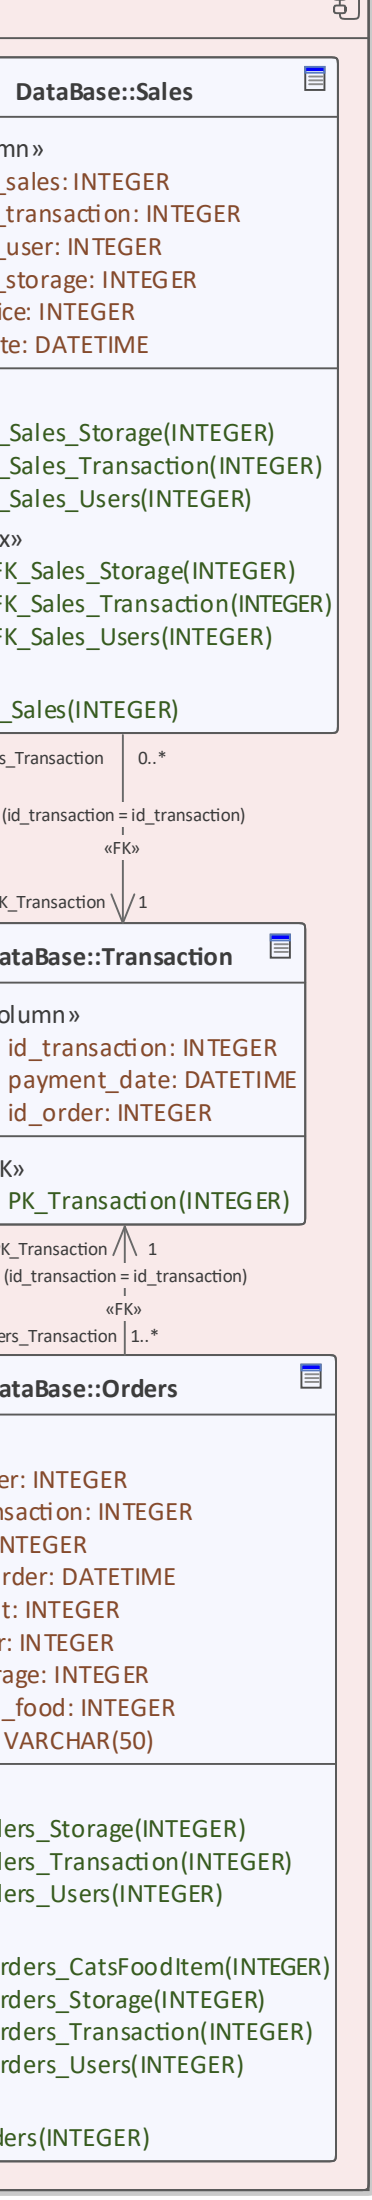 DataBase::Sales
mn»
_sales: INTEGER
_transaction: INTEGER
_user: INTEGER
_storage: INTEGER
ice: INTEGER
te: DATETIME
_Sales_Storage(INTEGER)
_Sales_Transaction(INTEGER)
_Sales_Users(INTEGER)
x»
FK_Sales_Storage(INTEGER)
FK_Sales_Transaction(INTEGER)
FK_Sales_Users(INTEGER)
_Sales(INTEGER)
s_Transaction 0..*
(id_transaction = id_transaction)
«FK»
K_Transaction 1
ataBase::Transaction
olumn»
id_transaction: INTEGER
payment_date: DATETIME
id_order: INTEGER
K»
PK_Transaction(INTEGER)
PK_Transaction 1
(id_transaction = id_transaction)
«FK»
ers_Transaction 1..*
ataBase::Orders
er: INTEGER
nsaction: INTEGER
INTEGER
rder: DATETIME
t: INTEGER
r: INTEGER
rage: INTEGER
_food: INTEGER
VARCHAR(50)
ders_Storage(INTEGER)
ders_Transaction(INTEGER)
ders_Users(INTEGER)
rders_CatsFoodItem(INTEGER)
rders_Storage(INTEGER)
rders_Transaction(INTEGER)
rders_Users(INTEGER)
ders(INTEGER)